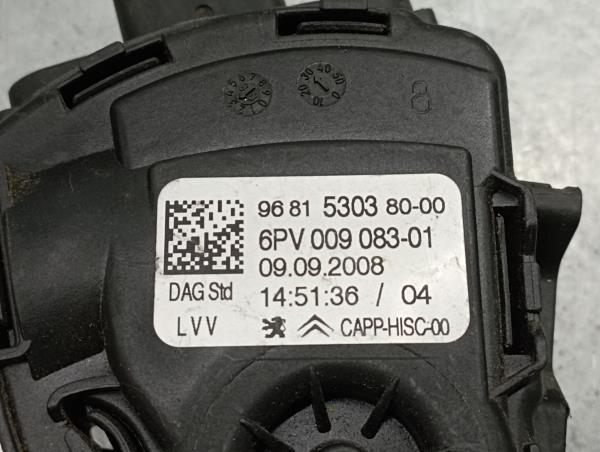 8
96 81 5303 80-00
6PV 009 083-01
09.09.2008
DAG Std 14:51:36 / 04
LVV CAPP-HISC-00